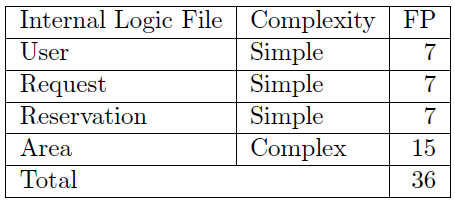 Internal Logic File Complexity FP
User Simple 7
Request Simple 7
Reservation Simple 7
Area Complex 15
Total 36